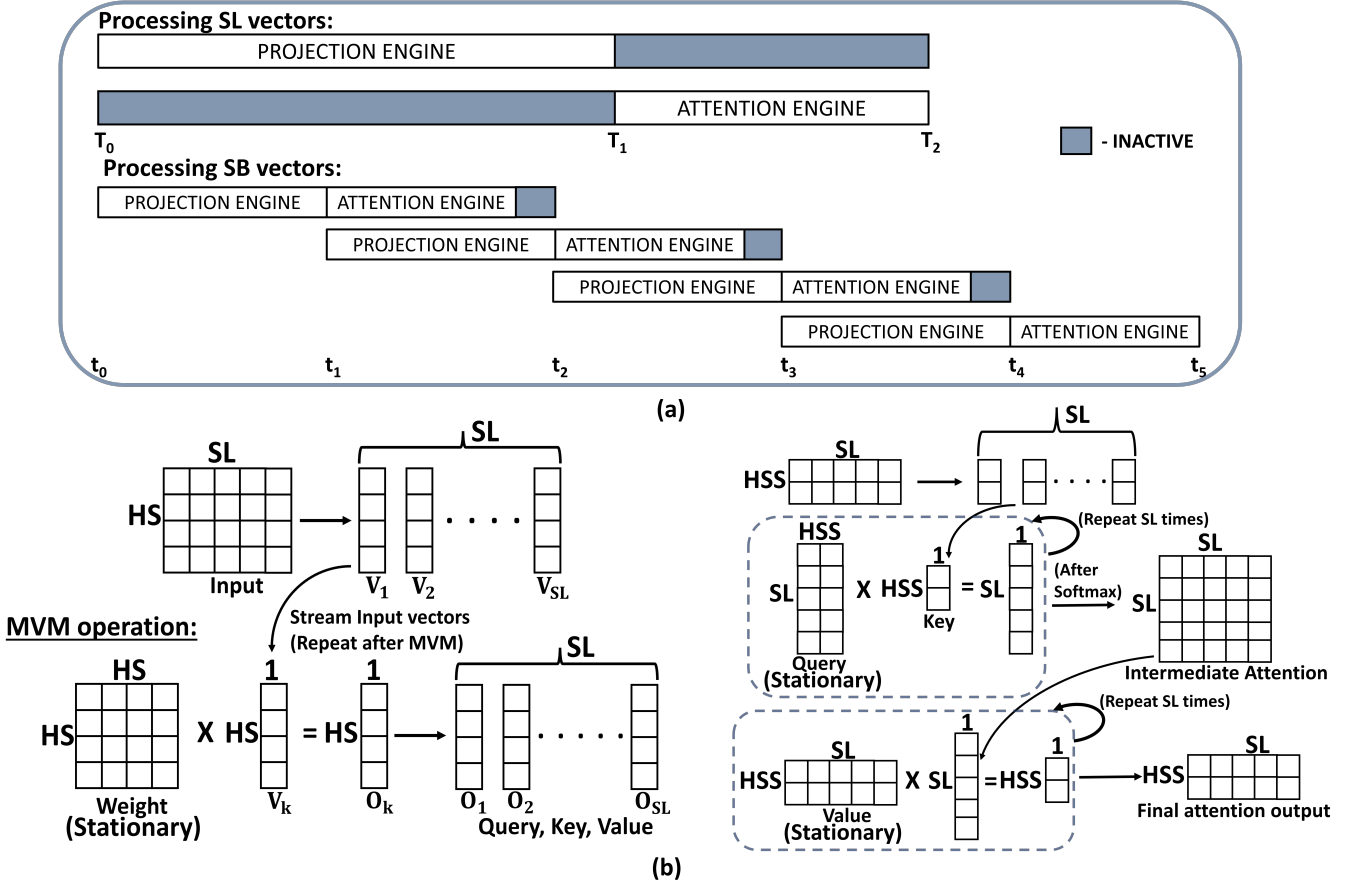 Processing SL vectors:
PROJECTION ENGINE
ATTENTION ENGINE
T0 T1 T2
- INACTIVE
Processing SB vectors:
PROJECTION ENGINE ATTENTION ENGINE
PROJECTION ENGINE ATTENTION ENGINE
PROJECTION ENGINE ATTENTION ENGINE
PROJECTION ENGINE ATTENTION ENGINE
t0 t1 t2 t3 t4 t5
(a)
SL
SL
HS
. . . .
Input
V1 V2 VSL
Stream Input vectors
(Repeat after MVM)
MVM operation:
HS
1
1
SL
HS X HS = HS
. . . . .
Weight
(Stationary)
Vk
Ok
O1 O2 OSL
Query, Key, Value
SL
SL
HSS
. . . .
HSS
1
1
(Repeat SL times)
SL X HSS = SL
Key
Query
(Stationary)
(After
Softmax)
SL
SL
Intermediate Attention
(Repeat SL times)
SL
1
1
HSS X SL =HSS
Value
(Stationary)
SL
HSS
Final attention output
(b)